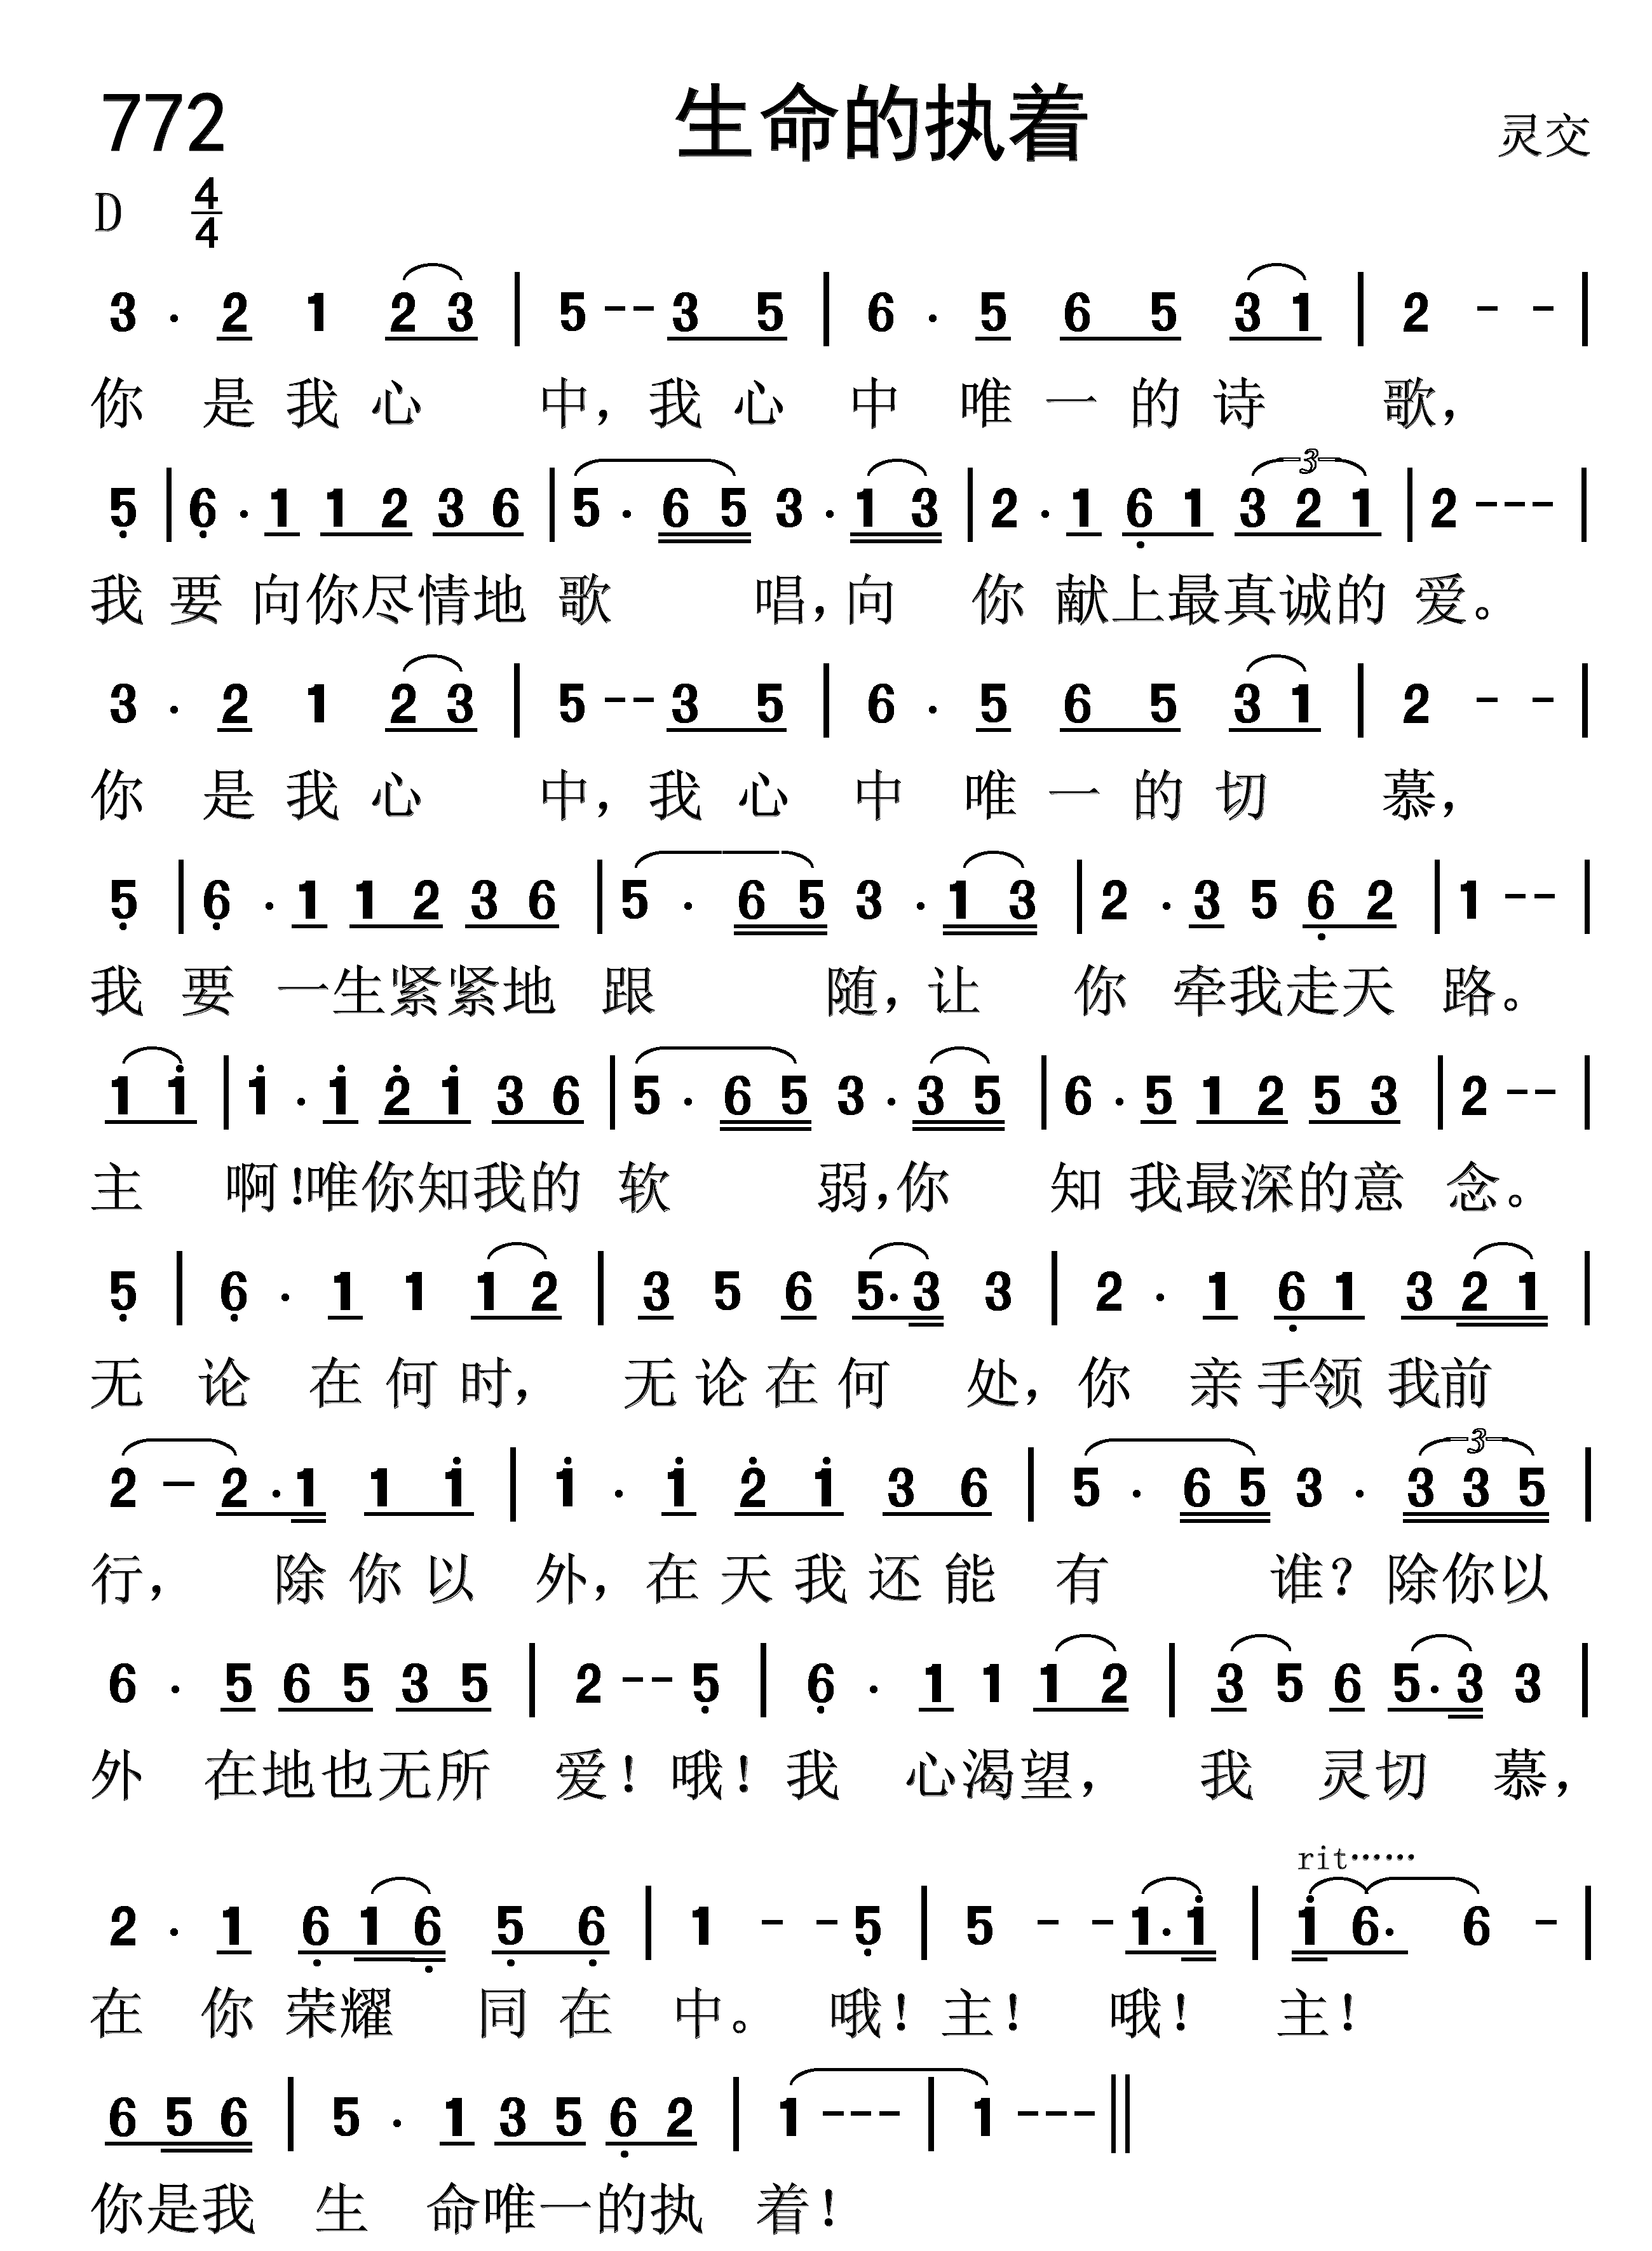 772 生命的执着 灵交
D 4/4
3 . 2 1 2 3 | 5 - - 3 5 | 6 . 5 6 5 3 1 | 2 - - |
你 是 我 心 中，我 心 中 唯 一 的 诗 歌，
3
5 | 6 . 1 1 2 3 6 | 5 . 6 5 3 . 1 3 | 2 . 1 6 1 3 2 1 | 2 - - - |
我 要 向你尽情地 歌 唱，向 你 献上最真诚的 爱。
3 . 2 1 2 3 | 5 - - 3 5 | 6 . 5 6 5 3 1 | 2 - - |
你 是 我 心 中，我 心 中 唯 一 的 切 慕，
5 | 6 . 1 1 2 3 6 | 5 . 6 5 3 . 1 3 | 2 . 3 5 6 2 | 1 - - |
我 要 一生紧紧地 跟 随，让 你 牵我走天 路。
1 1 | 1 . 1 2 1 3 6 | 5 . 6 5 3 . 3 5 | 6 . 5 1 2 5 3 | 2 - - |
主 啊！唯你知我的 软 弱，你 知 我最深的意 念。
5 | 6 . 1 1 1 2 | 3 5 6 5 . 3 3 | 2 . 1 6 1 3 2 1 |
无 论 在 何 时， 无 论 在 何 处，你 亲 手领 我前
3
2 - 2 . 1 1 1 | 1 . 1 2 1 3 6 | 5 . 6 5 3 . 3 3 5 |
行， 除 你 以 外，在 天 我 还 能 有 谁？除你以
6 . 5 6 5 3 5 | 2 - - 5 | 6 . 1 1 1 2 | 3 5 6 5 . 3 3 |
外 在地也无所 爱！哦！我 心渴望， 我 灵切 慕，
rit……
2 . 1 6 1 6 5 6 | 1 - - 5 | 5 - - 1 . 1 | 1 6 . 6 - |
在 你 荣耀 同 在 中。 哦！主！ 哦！ 主！
6 5 6 | 5 . 1 3 5 6 2 | 1 - - - | 1 - - - ||
你是我 生 命唯一的执 着！